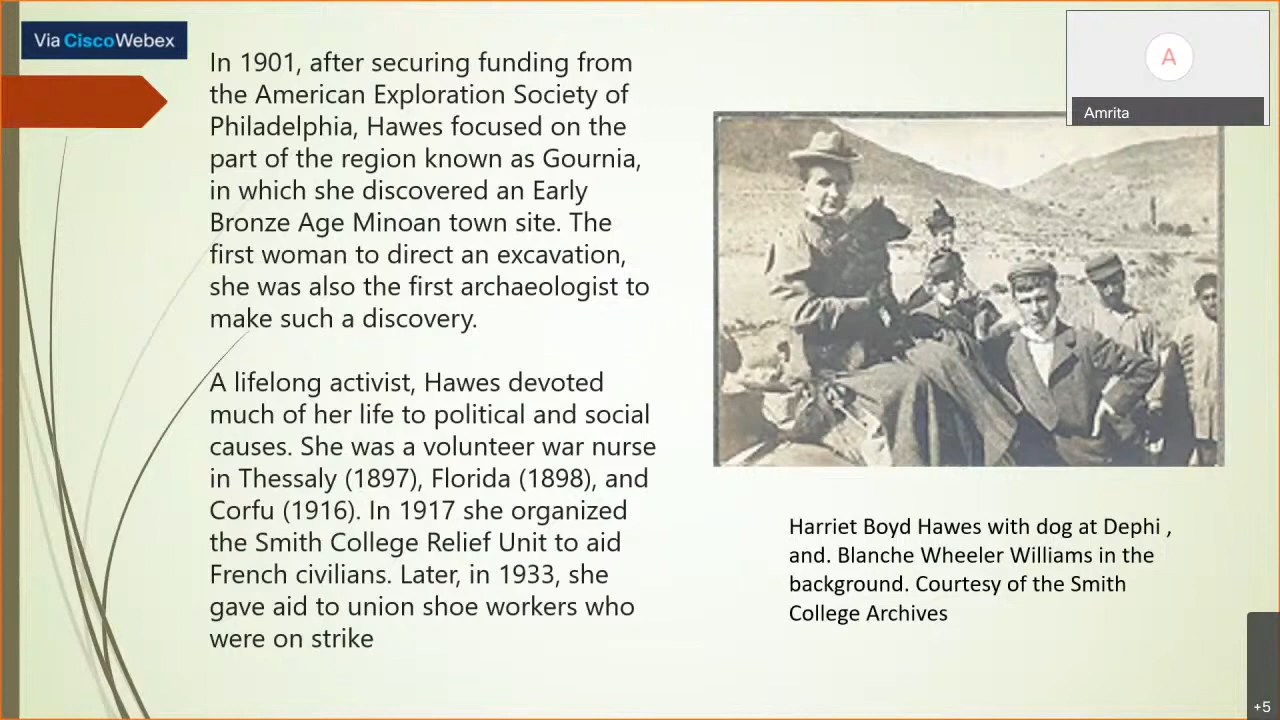 Via Cisco Webex
In 1901, after securing funding from
the American Exploration Society of
Philadelphia, Hawes focused on the
part of the region known as Gournia,
in which she discovered an Early
Bronze Age Minoan town site. The
first woman to direct an excavation,
she was also the first archaeologist to
make such a discovery.
A lifelong activist, Hawes devoted
much of her life to political and social
causes. She was a volunteer war nurse
in Thessaly (1897), Florida (1898), and
Corfu (1916). In 1917 she organized
the Smith College Relief Unit to aid
French civilians. Later, in 1933, she
gave aid to union shoe workers who
were on strike
A
Amrita
Harriet Boyd Hawes with dog at Dephi ,
and. Blanche Wheeler Williams in the
background. Courtesy of the Smith
College Archives
+5